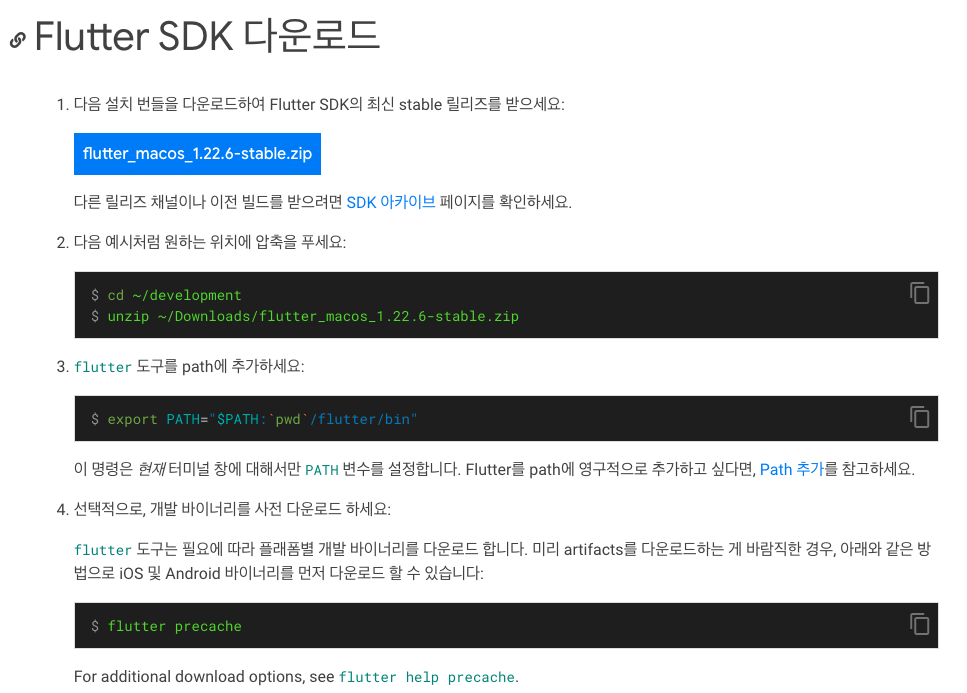 Flutter SDK 다운로드
1. 다음 설치 번들을 다운로드하여 Flutter SDK의 최신 stable 릴리즈를 받으세요:
flutter_macos_1.22.6-stable.zip
다른 릴리즈 채널이나 이전 빌드를 받으려면 SDK 아카이브 페이지를 확인하세요.
2. 다음 예시처럼 원하는 위치에 압축을 푸세요:
$ cd ~/development
$ unzip ~/Downloads/flutter_macos_1.22.6-stable.zip
3. flutter 도구를 path에 추가하세요:
$ export PATH="$PATH:`pwd`/flutter/bin"
이 명령은 현재 터미널 창에 대해서만 PATH 변수를 설정합니다. Flutter를 path에 영구적으로 추가하고 싶다면, Path 추가를 참고하세요.
4. 선택적으로, 개발 바이너리를 사전 다운로드 하세요:
flutter 도구는 필요에 따라 플래폼별 개발 바이너리를 다운로드 합니다. 미리 artifacts를 다운로드하는 게 바람직한 경우, 아래와 같은 방
법으로 iOS 및 Android 바이너리를 먼저 다운로드 할 수 있습니다:
$ flutter precache
For additional download options, see flutter help precache.